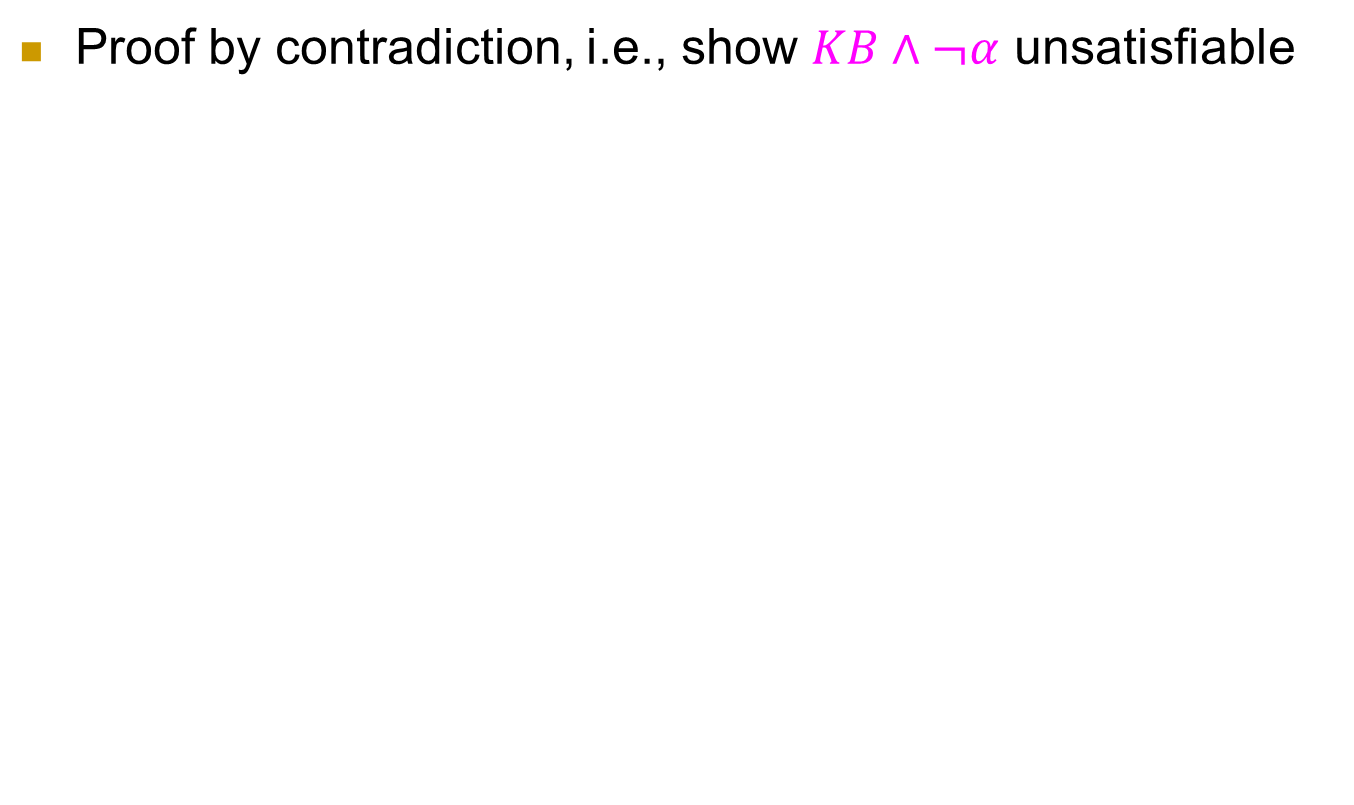 Proof by contradiction, i.e., show 𝐾𝐵 ∧ ¬𝛼 unsatisfiable